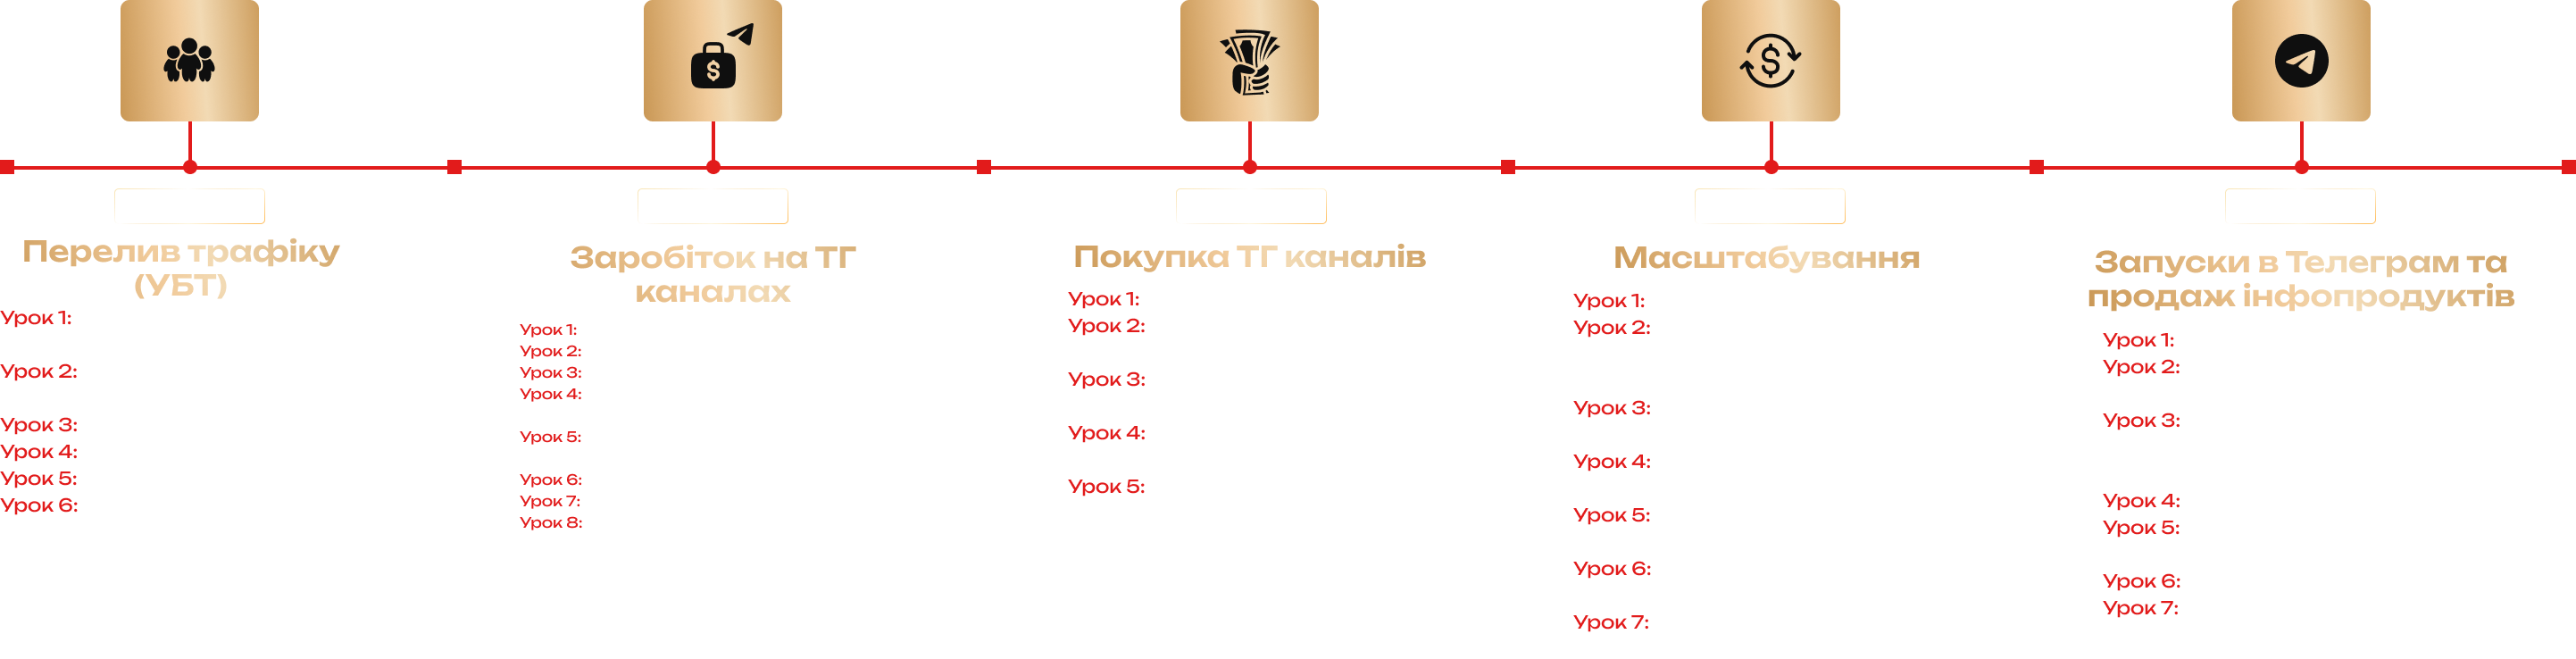 Перелив трафіку
(УБТ)
Урок 1:
Урок 2:
Урок 3:
Урок 4:
Урок 5:
Урок 6:
Заробіток на ТГ
каналах
Урок 1:
Урок 2:
Урок 3:
Урок 4:
Урок 5:
Урок 6:
Урок 7:
Урок 8:
Покупка ТГ каналів
Урок 1:
Урок 2:
Урок 3:
Урок 4:
Урок 5:
Масштабування
Урок 1:
Урок 2:
Урок 3:
Урок 4:
Урок 5:
Урок 6:
Урок 7:
Запуски в Телеграм та
продаж інфопродуктів
Урок 1:
Урок 2:
Урок 3:
Урок 4:
Урок 5:
Урок 6:
Урок 7: